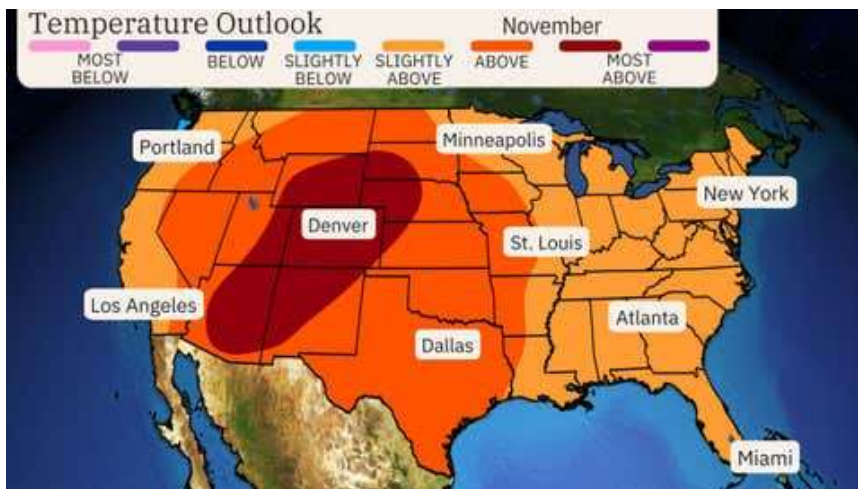 Temperature Outlook
November
MOST
BELOW
BELOW
SLIGHTLY
BELOW
SLIGHTLY
ABOVE
ABOVE
MOST
ABOVE
Portland
Minneapolis
New York
Denver
St. Louis
Los Angeles
Atlanta
Dallas
Miami